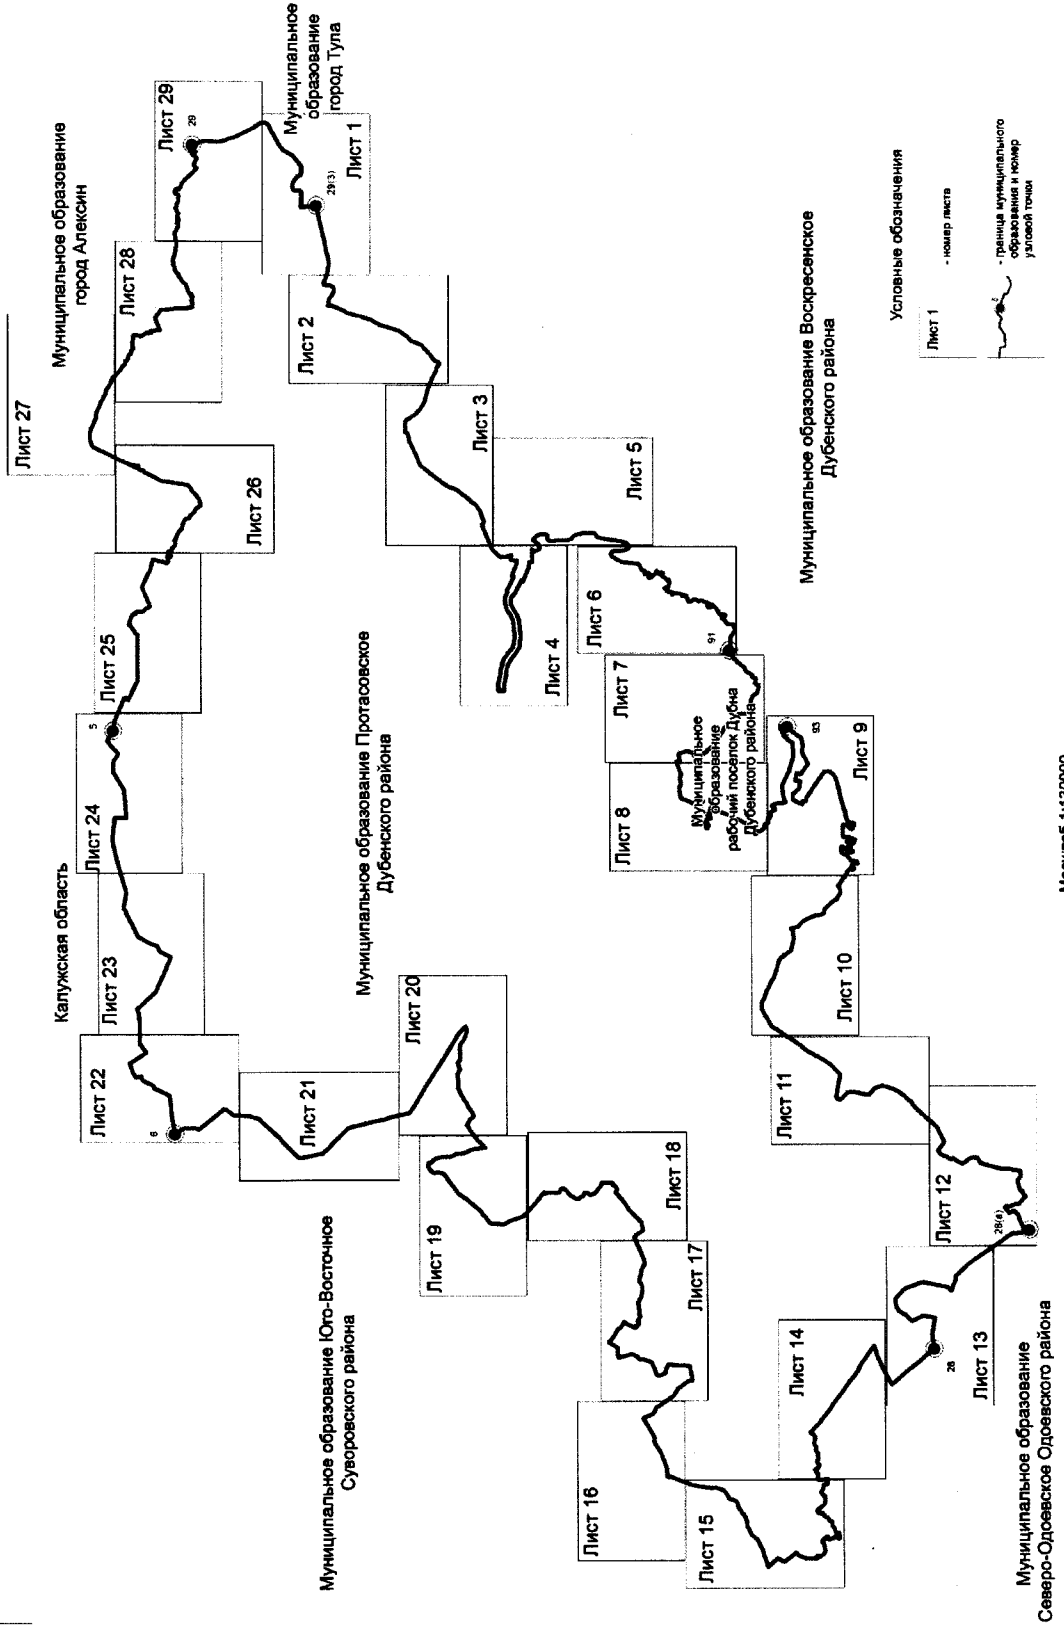 Калужская область
Муниципальное образование
город Алексин
Муниципальное
образование
город Тула
Муниципальное образование Протасовское
Дубенского района
Муниципальное образование Юго-Восточное
Суворовского района
Муниципальное образование Воскресенское
Дубенского района
Муниципальное
образование
рабочий поселок Дубна
Дубенского района
Муниципальное образование
Северо-Одоевское Одоевского района
Лист 1
Лист 2
Лист 3
Лист 4
Лист 5
Лист 6
Лист 7
Лист 8
Лист 9
Лист 10
Лист 11
Лист 12
Лист 13
Лист 14
Лист 15
Лист 16
Лист 17
Лист 18
Лист 19
Лист 20
Лист 21
Лист 22
Лист 23
Лист 24
Лист 25
Лист 26
Лист 27
Лист 28
Лист 29
29
29(3)
91
93
28(в)
28
6
5
Условные обозначения
Лист 1
- номер листа
- граница муниципального
образования и номер
узловой точки